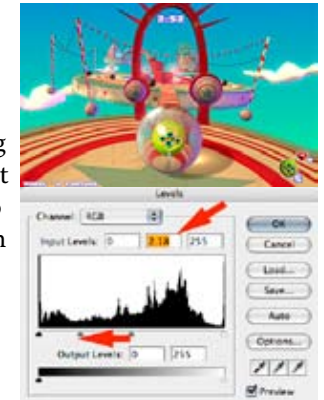 2:52
g
t
n
Levels
Channel: RGB
OK
Input Levels: 0 2.18 255
Cancel
Load...
Save...
Auto
Options...
Output Levels: 0 255
Preview